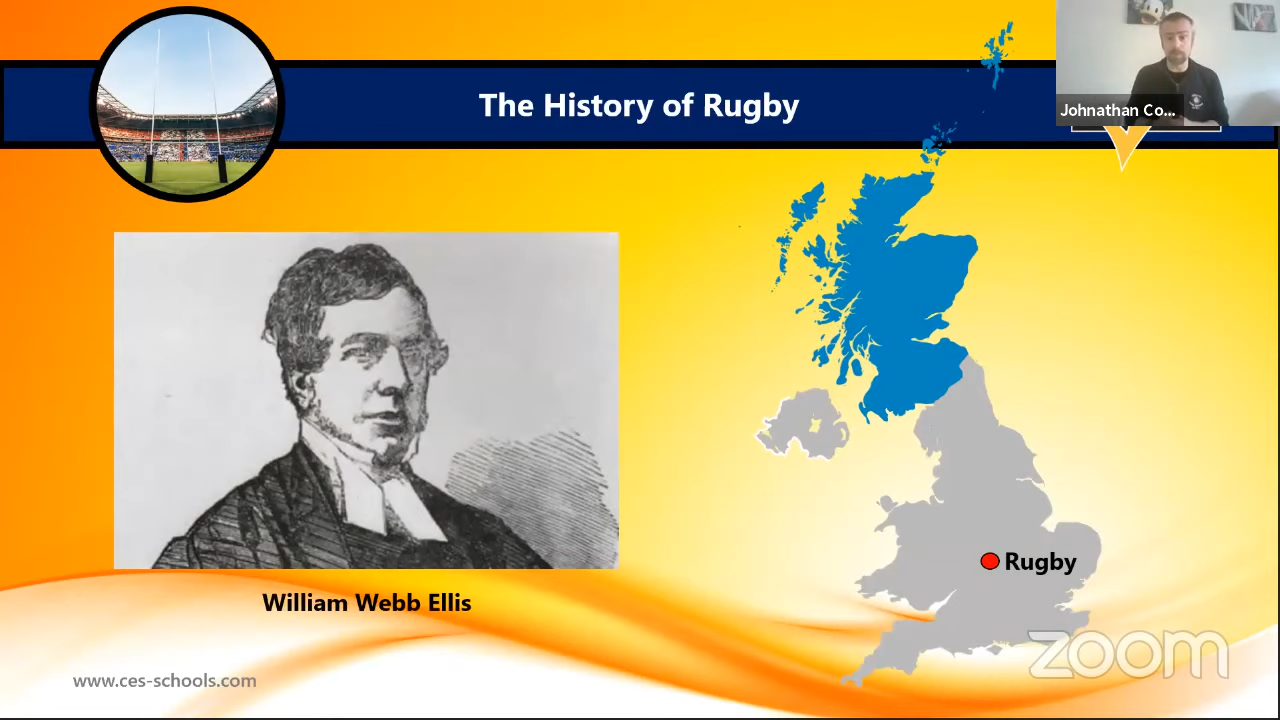 The History of Rugby
Johnathan Co...
Rugby
William Webb Ellis
www.ces-schools.com
zoom